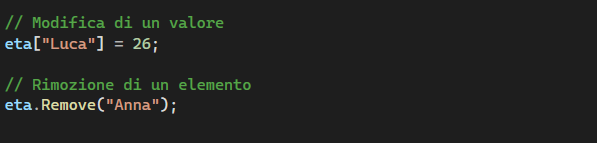 // Modifica di un valore
eta["Luca"] = 26;
// Rimozione di un elemento
eta.Remove("Anna");